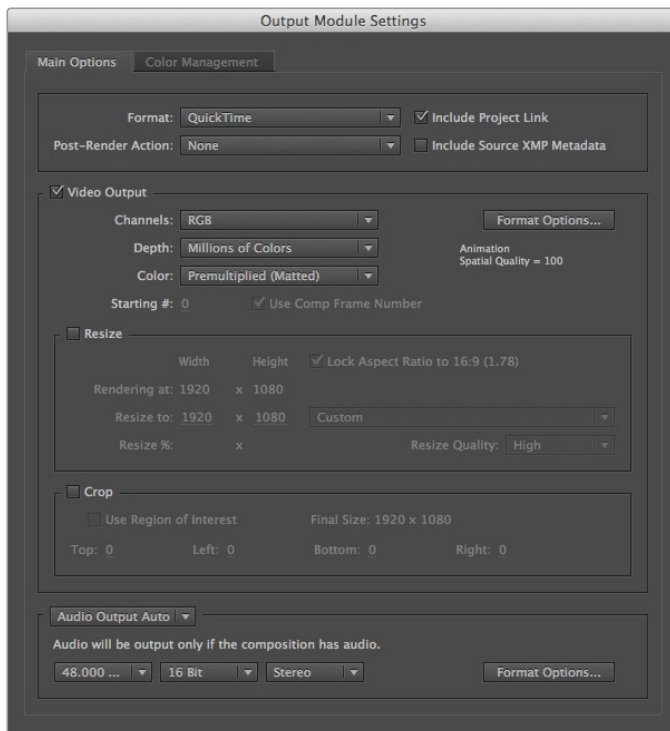 Output Module Settings
Main Options Color Management
Format: QuickTime Include Project Link
Post-Render Action: None Include Source XMP Metadata
Video Output
Channels: RGB Format Options...
Depth: Millions of Colors Animation
Spatial Quality = 100
Color: Premultiplied (Matted)
Starting #: 0 Use Comp Frame Number
Resize
Width Height Lock Aspect Ratio to 16:9 (1.78)
Rendering at: 1920 x 1080
Resize to: 1920 x 1080 Custom
Resize %: x Resize Quality: High
Crop
Use Region of Interest Final Size: 1920 x 1080
Top: 0 Left: 0 Bottom: 0 Right: 0
Audio Output Auto
Audio will be output only if the composition has audio.
48.000 ... 16 Bit Stereo Format Options...